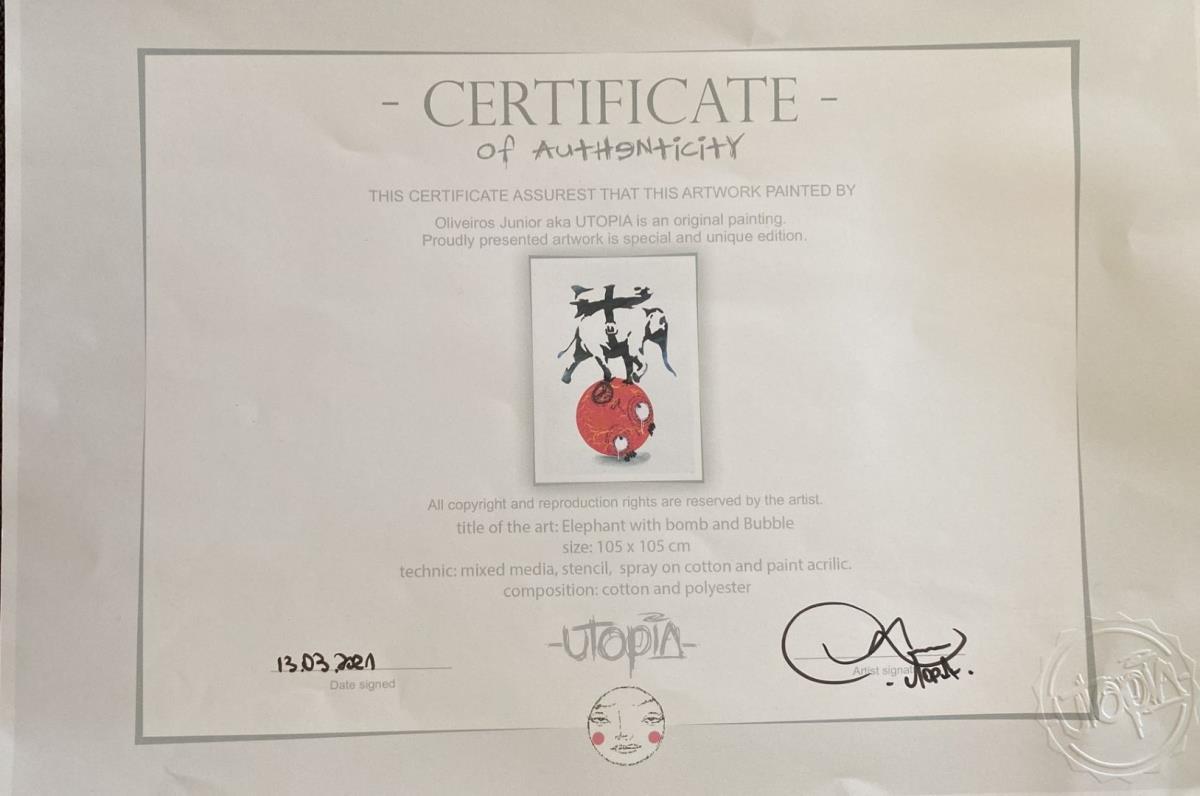 - CERTIFICATE -
of AUTHENTICITY
THIS CERTIFICATE ASSUREST THAT THIS ARTWORK PAINTED BY
Oliveiros Junior aka UTOPIA is an original painting.
Proudly presented artwork is special and unique edition.
All copyright and reproduction rights are reserved by the artist.
title of the art: Elephant with bomb and Bubble
size: 105 x 105 cm
technic: mixed media, stencil, spray on cotton and paint acrilic.
composition: cotton and polyester
-UTOPIA-
13.03.2021
Date signed
Artist signat
- UTOPIA.
UTOPIA